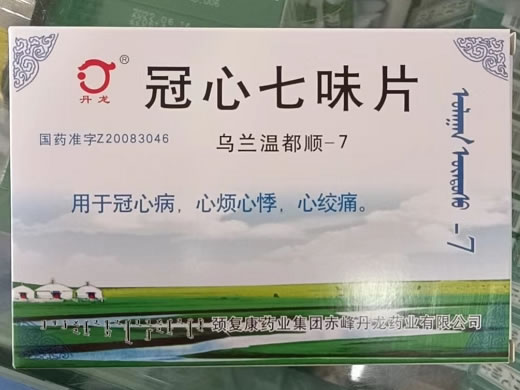 丹龙
®
冠心七味片
国药准字Z20083046
乌兰温都顺-7
-7
用于冠心病，心烦心悸，心绞痛。
颈复康药业集团赤峰丹龙药业有限公司